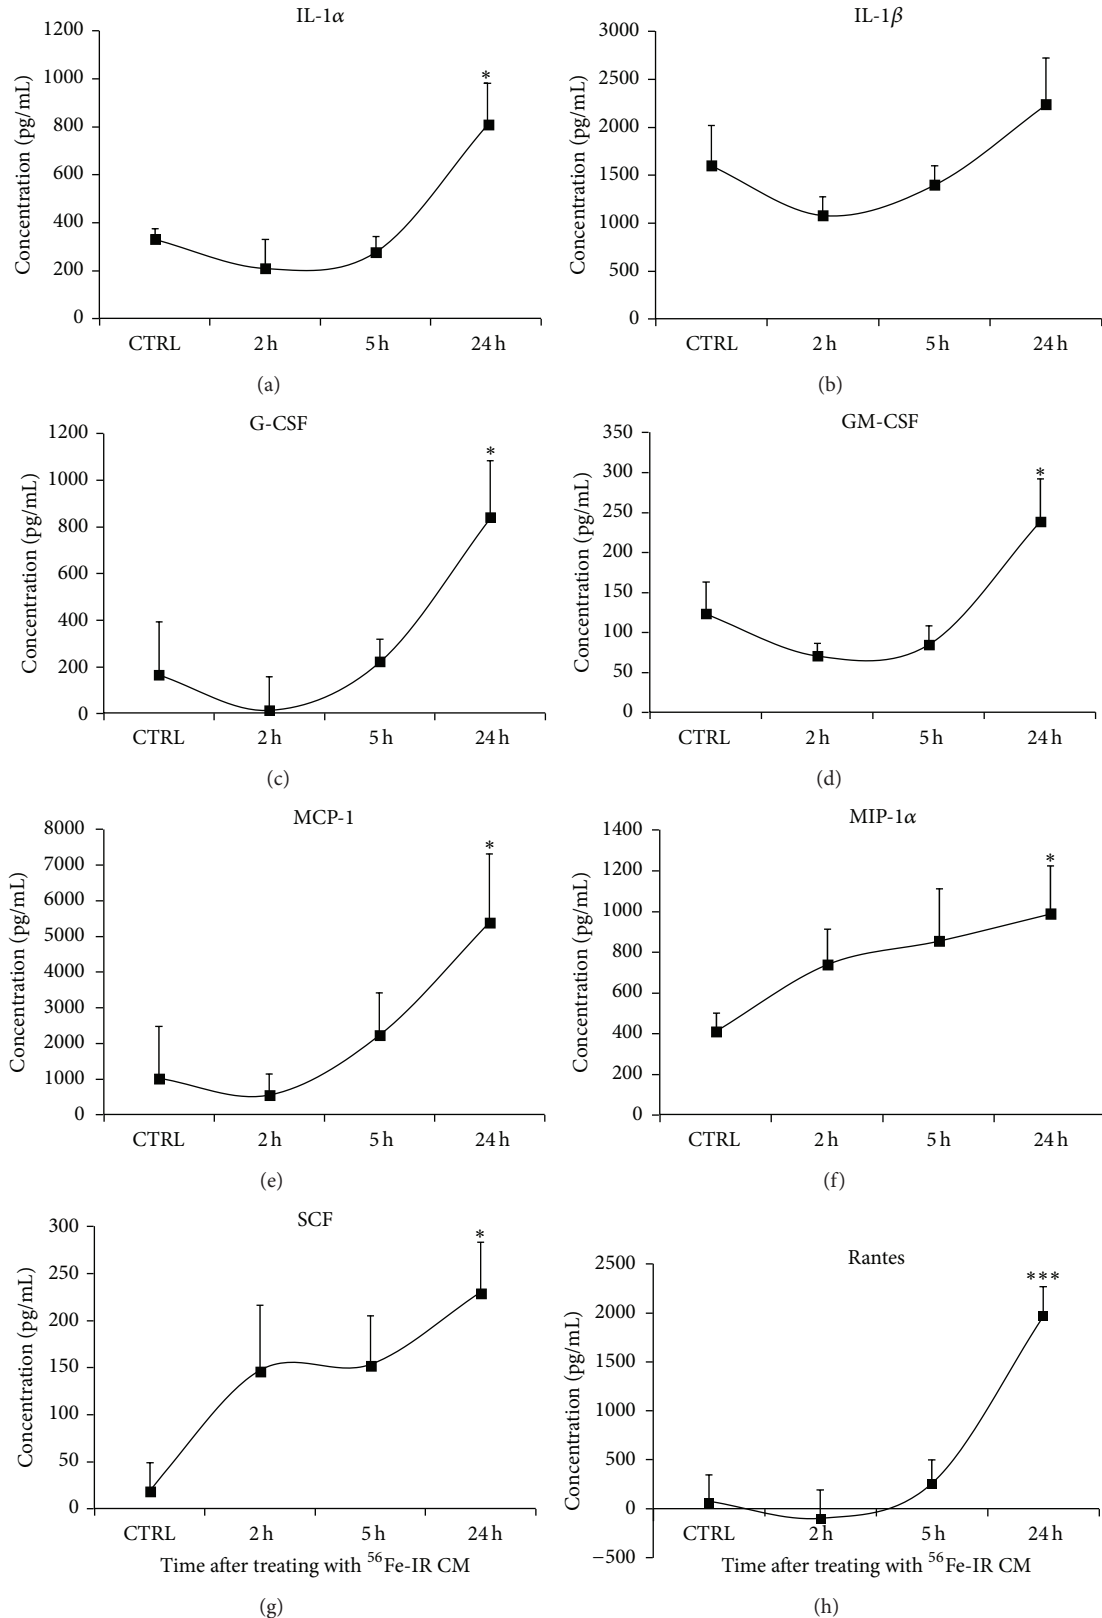 IL-1α
1200
1000
800
600
400
200
0
Concentration (pg/mL)
*
CTRL 2 h 5 h 24 h
(a)
IL-1β
3000
2500
2000
1500
1000
500
0
Concentration (pg/mL)
CTRL 2 h 5 h 24 h
(b)
G-CSF
1200
1000
800
600
400
200
0
Concentration (pg/mL)
*
CTRL 2 h 5 h 24 h
(c)
GM-CSF
350
300
250
200
150
100
50
0
Concentration (pg/mL)
*
CTRL 2 h 5 h 24 h
(d)
MCP-1
8000
7000
6000
5000
4000
3000
2000
1000
0
Concentration (pg/mL)
*
CTRL 2 h 5 h 24 h
(e)
MIP-1α
1400
1200
1000
800
600
400
200
0
Concentration (pg/mL)
*
CTRL 2 h 5 h 24 h
(f)
SCF
300
250
200
150
100
50
0
Concentration (pg/mL)
*
CTRL 2 h 5 h 24 h
Time after treating with ⁵⁶Fe-IR CM
(g)
Rantes
2500
2000
1500
1000
500
0
−500
Concentration (pg/mL)
***
CTRL 2 h 5 h 24 h
Time after treating with ⁵⁶Fe-IR CM
(h)